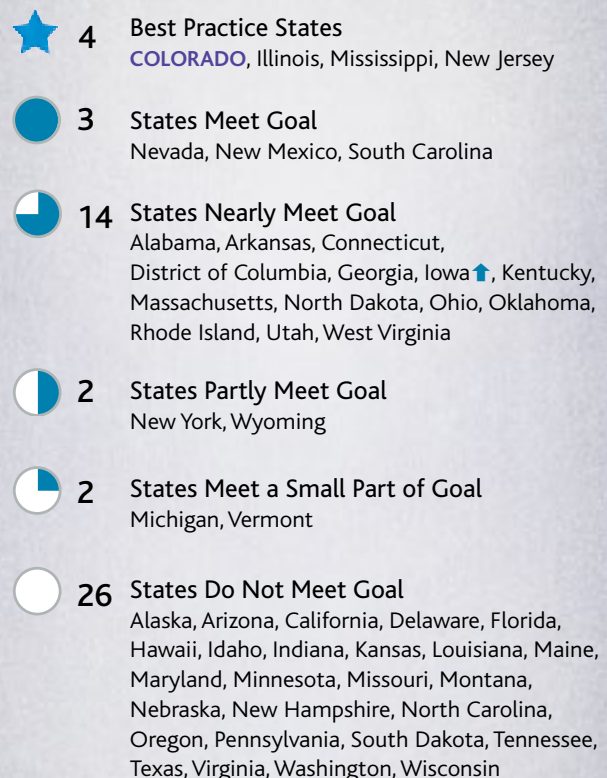 4 Best Practice States
COLORADO, Illinois, Mississippi, New Jersey
3 States Meet Goal
Nevada, New Mexico, South Carolina
14 States Nearly Meet Goal
Alabama, Arkansas, Connecticut,
District of Columbia, Georgia, Iowa⬆, Kentucky,
Massachusetts, North Dakota, Ohio, Oklahoma,
Rhode Island, Utah, West Virginia
2 States Partly Meet Goal
New York, Wyoming
2 States Meet a Small Part of Goal
Michigan, Vermont
26 States Do Not Meet Goal
Alaska, Arizona, California, Delaware, Florida,
Hawaii, Idaho, Indiana, Kansas, Louisiana, Maine,
Maryland, Minnesota, Missouri, Montana,
Nebraska, New Hampshire, North Carolina,
Oregon, Pennsylvania, South Dakota, Tennessee,
Texas, Virginia, Washington, Wisconsin